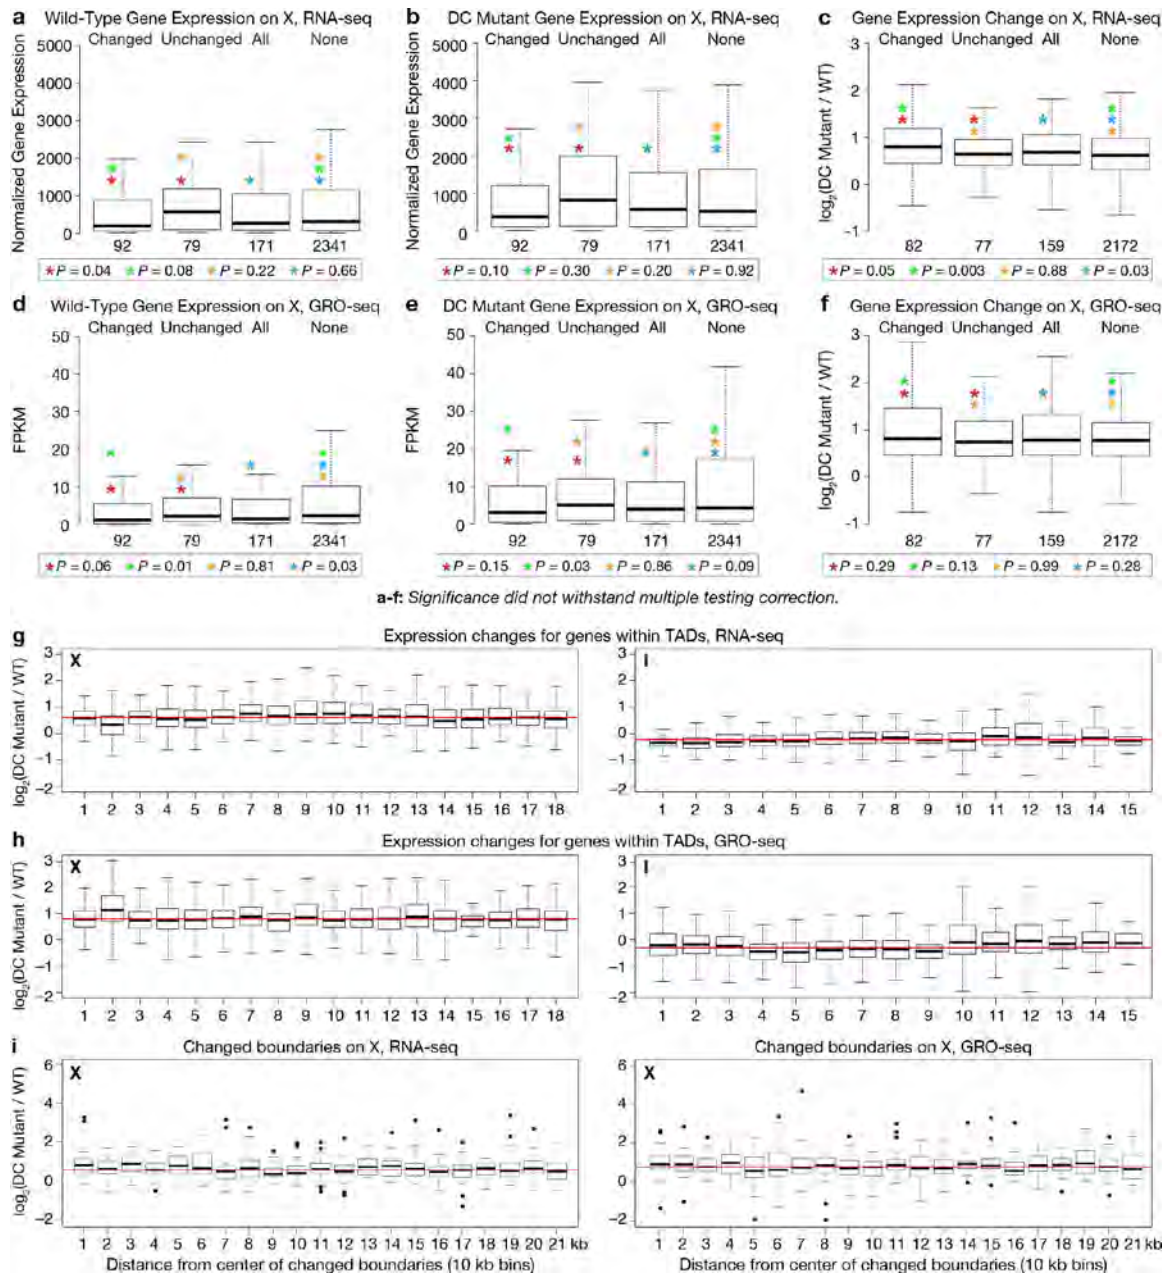 a Wild-Type Gene Expression on X, RNA-seq
Changed Unchanged All None
Normalized Gene Expression
5000
4000
3000
2000
1000
0
92 79 171 2341
* P = 0.04 * P = 0.08 * P = 0.22 * P = 0.66
b DC Mutant Gene Expression on X, RNA-seq
Changed Unchanged All None
Normalized Gene Expression
5000
4000
3000
2000
1000
0
92 79 171 2341
* P = 0.10 * P = 0.30 * P = 0.20 * P = 0.92
c Gene Expression Change on X, RNA-seq
Changed Unchanged All None
log2(DC Mutant / WT)
3
2
1
0
-1
82 77 159 2172
* P = 0.05 * P = 0.003 * P = 0.88 * P = 0.03
d Wild-Type Gene Expression on X, GRO-seq
Changed Unchanged All None
FPKM
50
40
30
20
10
0
92 79 171 2341
* P = 0.06 * P = 0.01 * P = 0.81 * P = 0.03
e DC Mutant Gene Expression on X, GRO-seq
Changed Unchanged All None
FPKM
50
40
30
20
10
0
92 79 171 2341
* P = 0.15 * P = 0.03 * P = 0.86 * P = 0.09
f Gene Expression Change on X, GRO-seq
Changed Unchanged All None
log2(DC Mutant / WT)
3
2
1
0
-1
82 77 159 2172
* P = 0.29 * P = 0.13 * P = 0.99 * P = 0.28
a-f: Significance did not withstand multiple testing correction.
g Expression changes for genes within TADs, RNA-seq
log2(DC Mutant / WT)
X
3
2
1
0
-1
-2
1 2 3 4 5 6 7 8 9 10 11 12 13 14 15 16 17 18
I
3
2
1
0
-1
-2
1 2 3 4 5 6 7 8 9 10 11 12 13 14 15
h Expression changes for genes within TADs, GRO-seq
log2(DC Mutant / WT)
X
3
2
1
0
-1
-2
1 2 3 4 5 6 7 8 9 10 11 12 13 14 15 16 17 18
I
3
2
1
0
-1
-2
1 2 3 4 5 6 7 8 9 10 11 12 13 14 15
i Changed boundaries on X, RNA-seq
log2(DC Mutant / WT)
X
6
4
2
0
-2
1 2 3 4 5 6 7 8 9 10 11 12 13 14 15 16 17 18 19 20 21 kb
Distance from center of changed boundaries (10 kb bins)
Changed boundaries on X, GRO-seq
X
6
4
2
0
-2
1 2 3 4 5 6 7 8 9 10 11 12 13 14 15 16 17 18 19 20 21 kb
Distance from center of changed boundaries (10 kb bins)